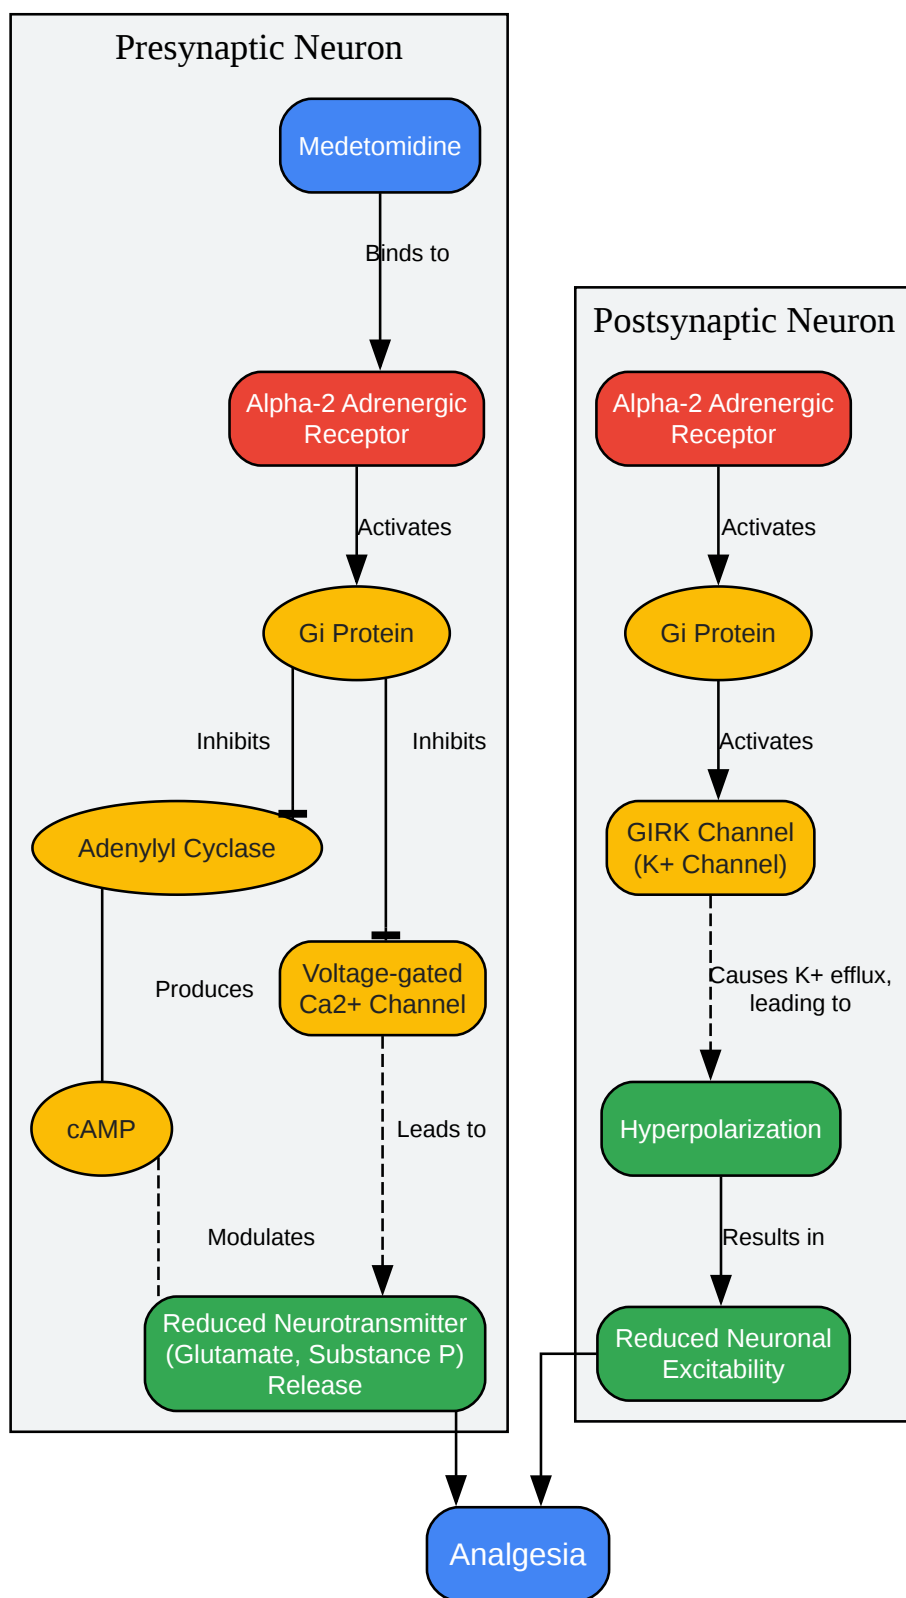 Presynaptic Neuron
Medetomidine
Binds to
Alpha-2 Adrenergic
Receptor
Activates
Gi Protein
Inhibits
Inhibits
Adenylyl Cyclase
Voltage-gated
Ca2+ Channel
Produces
cAMP
Leads to
Modulates
Reduced Neurotransmitter
(Glutamate, Substance P)
Release
Postsynaptic Neuron
Alpha-2 Adrenergic
Receptor
Activates
Gi Protein
Activates
GIRK Channel
(K+ Channel)
Causes K+ efflux,
leading to
Hyperpolarization
Results in
Reduced Neuronal
Excitability
Analgesia